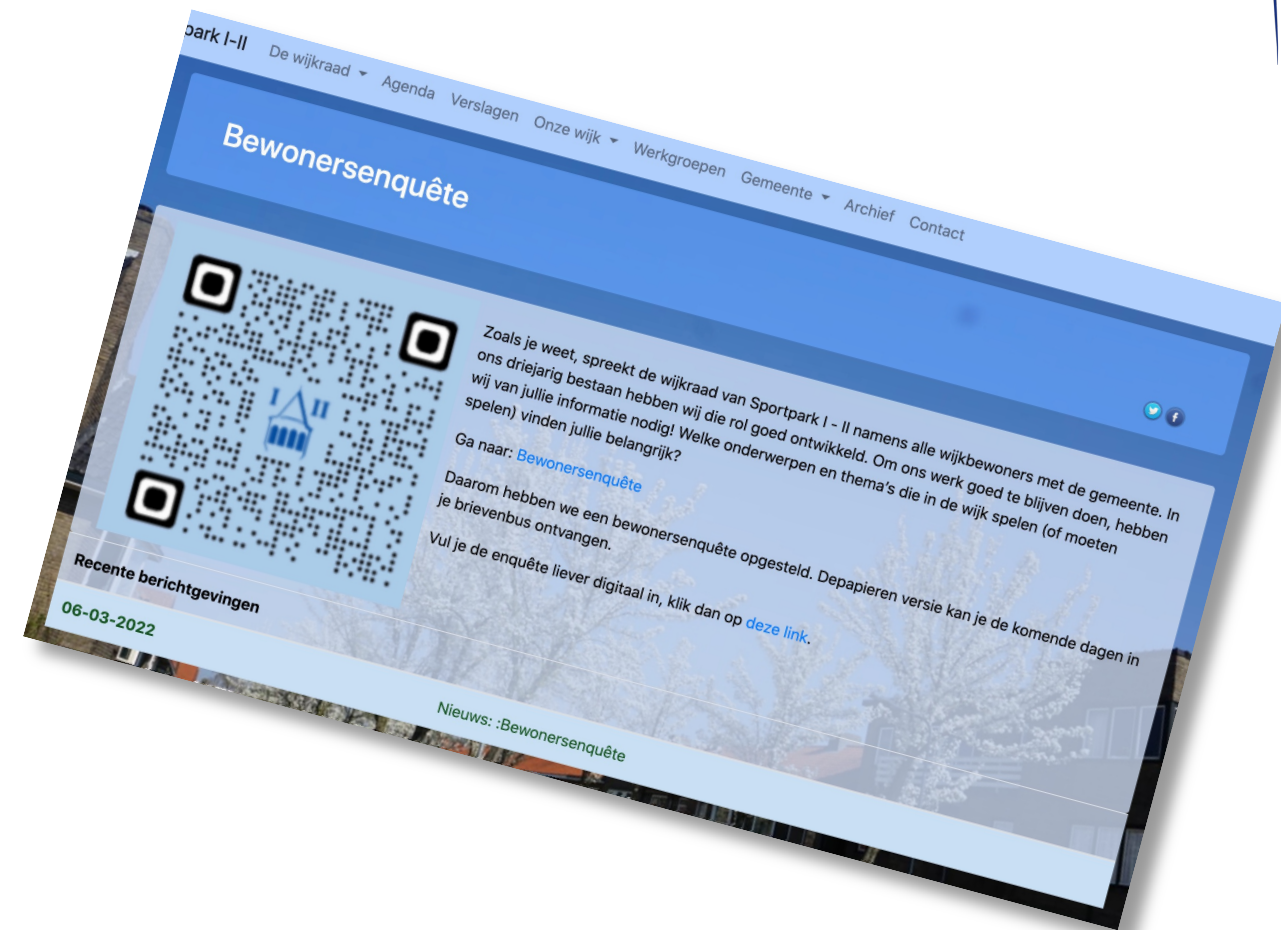 park I-II De wijkraad Agenda Verslagen Onze wijk Werkgroepen Gemeente Archief Contact
Bewonersenquête
I II
Zoals je weet, spreekt de wijkraad van Sportpark I - II namens alle wijkbewoners met de gemeente. In
ons driejarig bestaan hebben wij die rol goed ontwikkeld. Om ons werk goed te blijven doen, hebben
wij van jullie informatie nodig! Welke onderwerpen en thema's die in de wijk spelen (of moeten
spelen) vinden jullie belangrijk?
Ga naar: Bewonersenquête
Daarom hebben we een bewonersenquête opgesteld. Depapieren versie kan je de komende dagen in
je brievenbus ontvangen.
Vul je de enquête liever digitaal in, klik dan op deze link.
Recente berichtgevingen
06-03-2022
Nieuws: :Bewonersenquête